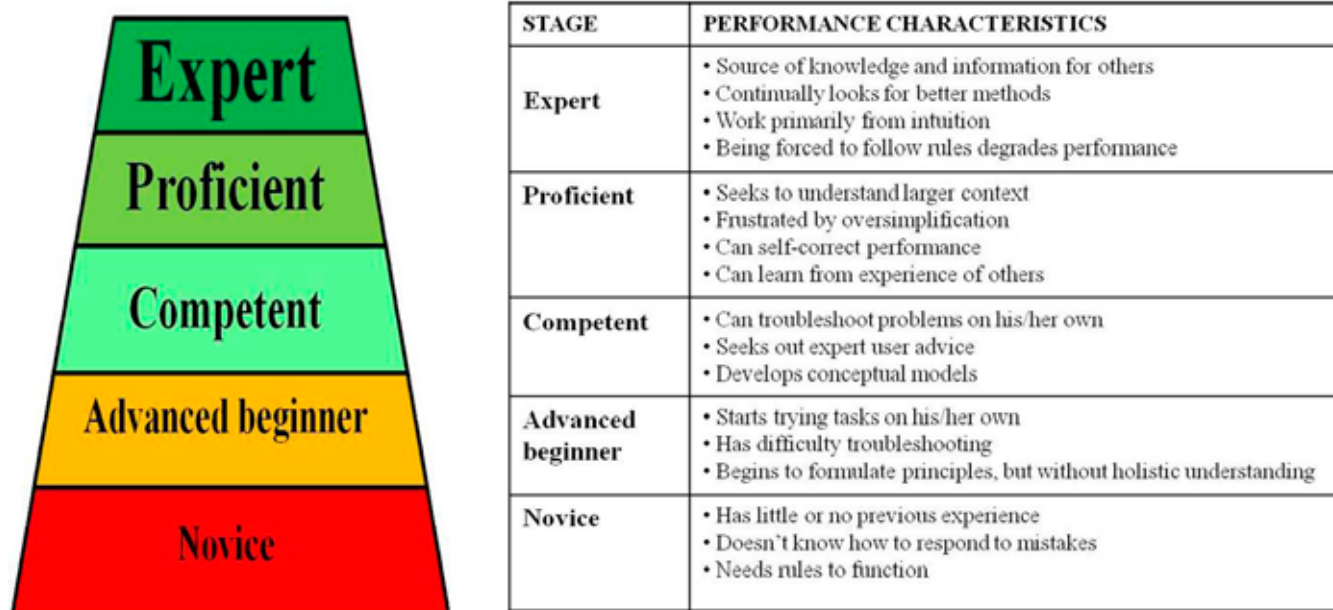 Expert
Proficient
Competent
Advanced beginner
Novice
STAGE PERFORMANCE CHARACTERISTICS
Expert
• Source of knowledge and information for others
• Continually looks for better methods
• Work primarily from intuition
• Being forced to follow rules degrades performance
Proficient
• Seeks to understand larger context
• Frustrated by oversimplification
• Can self-correct performance
• Can learn from experience of others
Competent
• Can troubleshoot problems on his/her own
• Seeks out expert user advice
• Develops conceptual models
Advanced
beginner
• Starts trying tasks on his/her own
• Has difficulty troubleshooting
• Begins to formulate principles, but without holistic understanding
Novice
• Has little or no previous experience
• Doesn't know how to respond to mistakes
• Needs rules to function